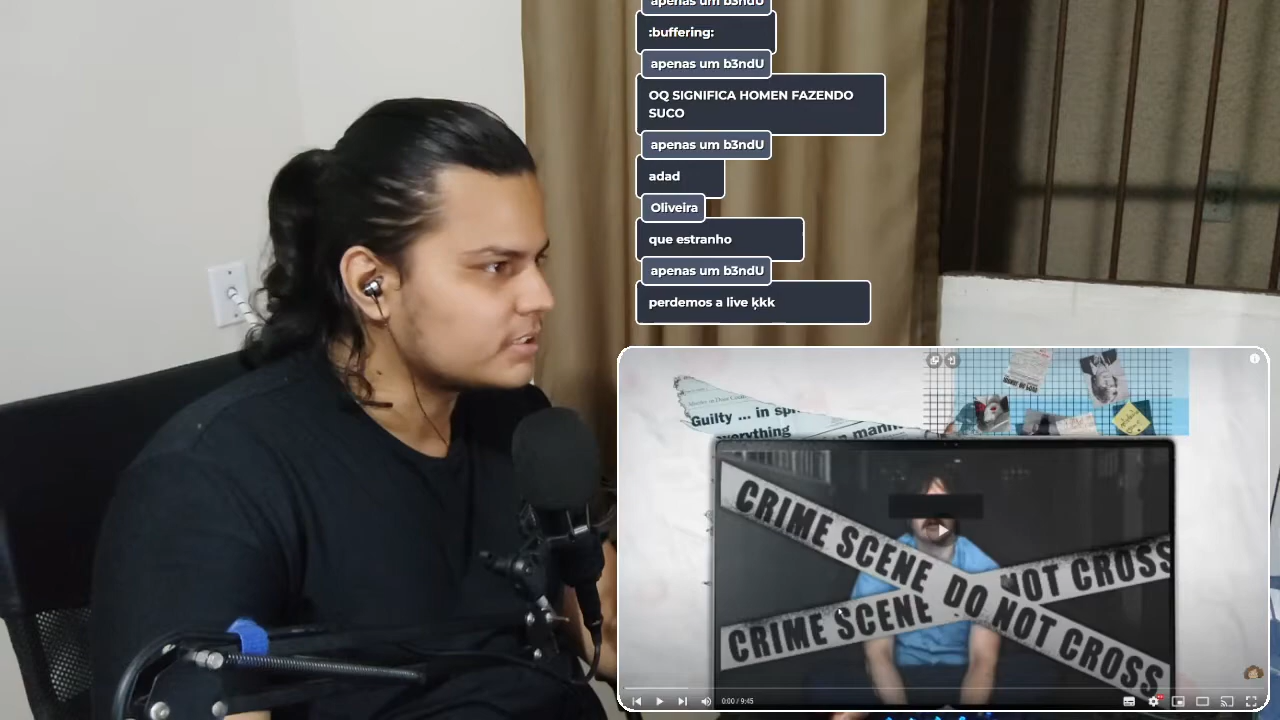 apenas um b3ndU
:buffering:
apenas um b3ndU
OQ SIGNIFICA HOMEN FAZENDO
SUCO
apenas um b3ndU
adad
Oliveira
que estranho
apenas um b3ndU
perdemos a live kkk
Guilty ... in
everything
CRIME SCENE DO NOT CROSS
CRIME SCENE DO NOT CROSS
0:00 / 9:45